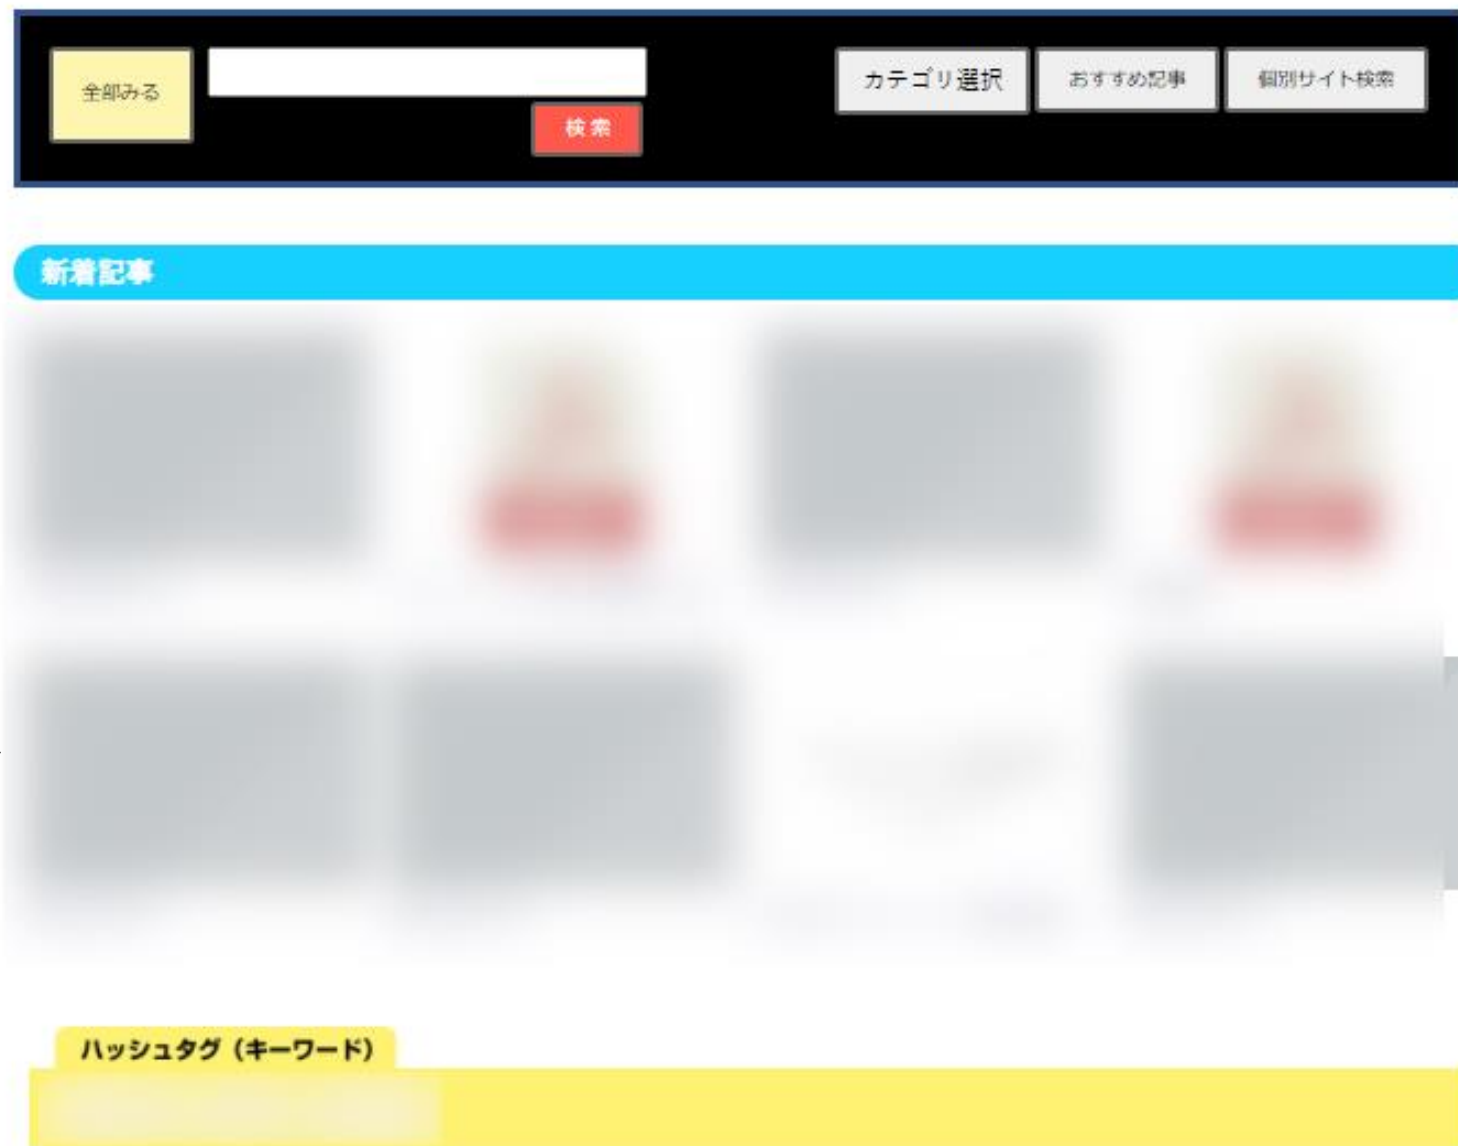 全部みる
検 索
カテゴリ選択
おすすめ記事
個別サイト検索
新着記事
ハッシュタグ（キーワード）